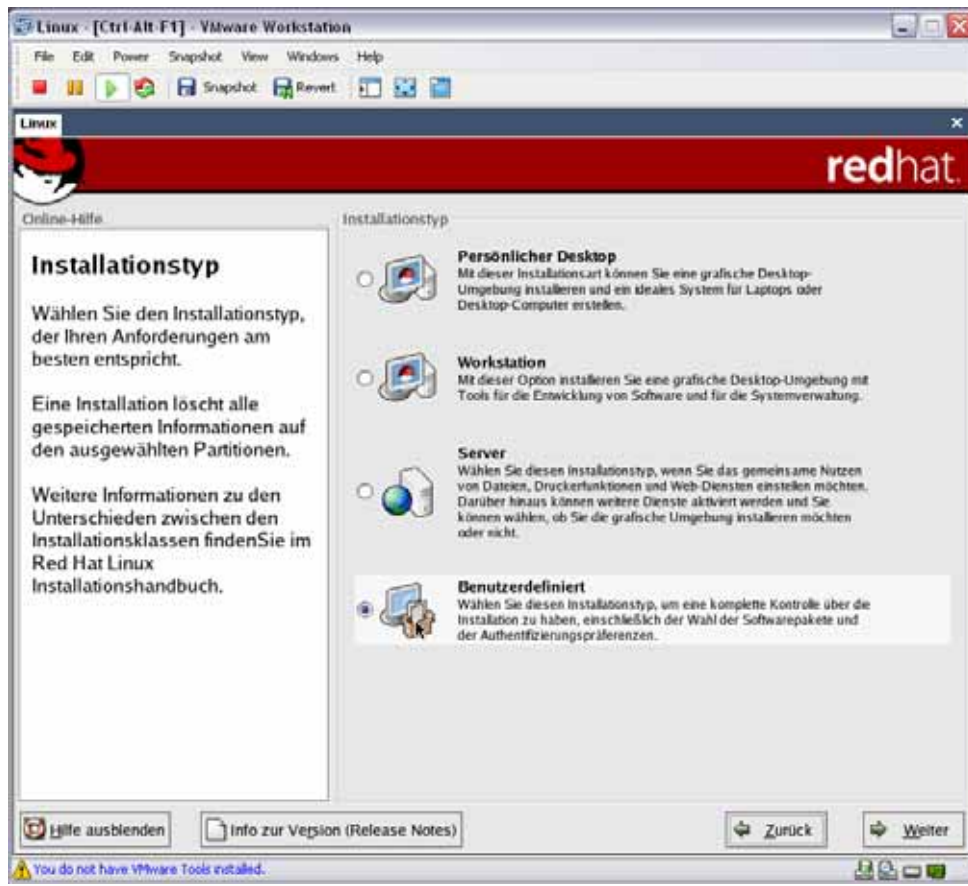 Linux - [Ctrl-Alt-F1] - VMware Workstation
File Edit Power Snapshot View Windows Help
Snapshot Revert
Linux
redhat.
Online-Hilfe
Installationstyp
Wählen Sie den Installationstyp,
der Ihren Anforderungen am
besten entspricht.
Eine Installation löscht alle
gespeicherten Informationen auf
den ausgewählten Partitionen.
Weitere Informationen zu den
Unterschieden zwischen den
Installationsklassen findenSie im
Red Hat Linux
Installationshandbuch.
Installationstyp
Persönlicher Desktop
Mit dieser Installationsart können Sie eine grafische Desktop-
Umgebung installieren und ein ideales System für Laptops oder
Desktop-Computer erstellen.
Workstation
Mit dieser Option installieren Sie eine grafische Desktop-Umgebung mit
Tools für die Entwicklung von Software und für die Systemverwaltung.
Server
Wählen Sie diesen Installationstyp, wenn Sie das gemeinsame Nutzen
von Dateien, Druckerfunktionen und Web-Diensten einstellen möchten.
Darüber hinaus können weitere Dienste aktiviert werden und Sie
können wählen, ob Sie die grafische Umgebung installieren möchten
oder nicht.
Benutzerdefiniert
Wählen Sie diesen Installationstyp, um eine komplette Kontrolle über die
Installation zu haben, einschließlich der Wahl der Softwarepakete und
der Authentifizierungspräferenzen.
Hilfe ausblenden Info zur Version (Release Notes) Zurück Weiter
You do not have VMware Tools installed.